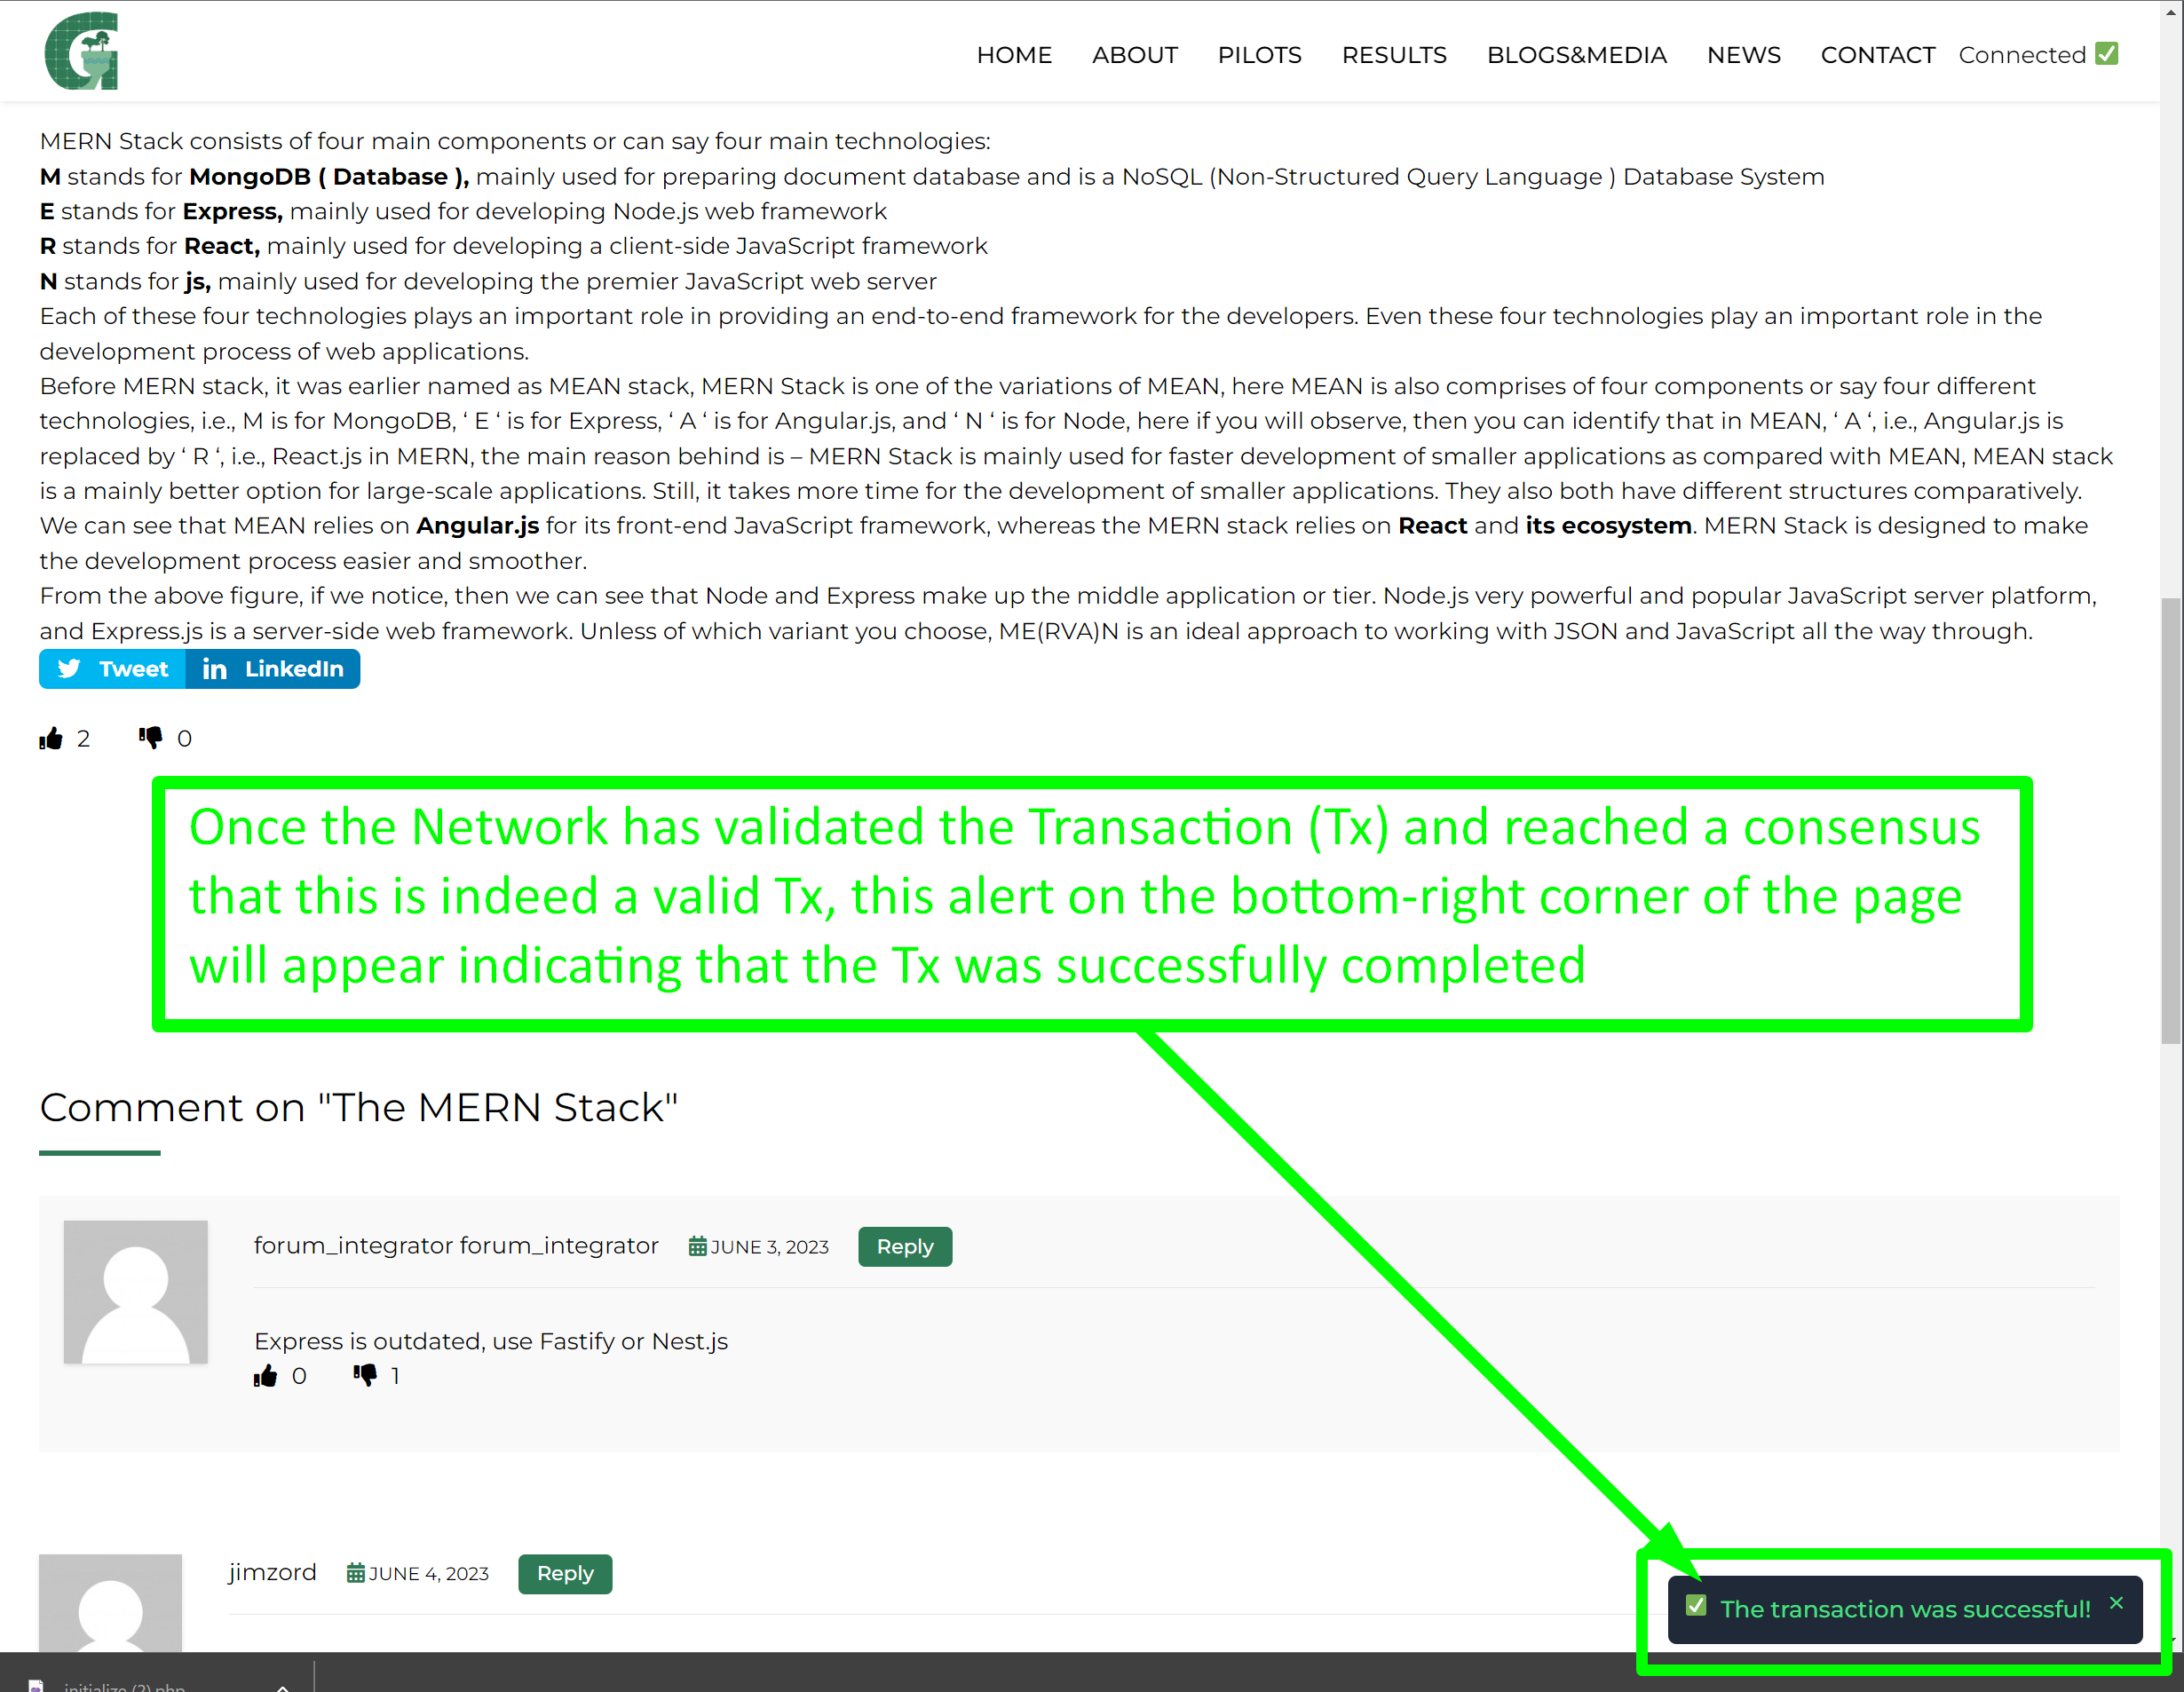 HOME ABOUT PILOTS RESULTS BLOGS&MEDIA NEWS CONTACT Connected ✅
MERN Stack consists of four main components or can say four main technologies:
M stands for MongoDB ( Database ), mainly used for preparing document database and is a NoSQL (Non-Structured Query Language ) Database System
E stands for Express, mainly used for developing Node.js web framework
R stands for React, mainly used for developing a client-side JavaScript framework
N stands for js, mainly used for developing the premier JavaScript web server
Each of these four technologies plays an important role in providing an end-to-end framework for the developers. Even these four technologies play an important role in the
development process of web applications.
Before MERN stack, it was earlier named as MEAN stack, MERN Stack is one of the variations of MEAN, here MEAN is also comprises of four components or say four different
technologies, i.e., M is for MongoDB, ‘ E ‘ is for Express, ‘ A ‘ is for Angular.js, and ‘ N ‘ is for Node, here if you will observe, then you can identify that in MEAN, ‘ A ‘, i.e., Angular.js is
replaced by ‘ R ‘, i.e., React.js in MERN, the main reason behind is – MERN Stack is mainly used for faster development of smaller applications as compared with MEAN, MEAN stack
is a mainly better option for large-scale applications. Still, it takes more time for the development of smaller applications. They also both have different structures comparatively.
We can see that MEAN relies on Angular.js for its front-end JavaScript framework, whereas the MERN stack relies on React and its ecosystem. MERN Stack is designed to make
the development process easier and smoother.
From the above figure, if we notice, then we can see that Node and Express make up the middle application or tier. Node.js very powerful and popular JavaScript server platform,
and Express.js is a server-side web framework. Unless of which variant you choose, ME(RVA)N is an ideal approach to working with JSON and JavaScript all the way through.
Tweet LinkedIn
2 0
Once the Network has validated the Transaction (Tx) and reached a consensus
that this is indeed a valid Tx, this alert on the bottom-right corner of the page
will appear indicating that the Tx was successfully completed
Comment on "The MERN Stack"
forum_integrator forum_integrator JUNE 3, 2023 Reply
Express is outdated, use Fastify or Nest.js
0 1
jimzord JUNE 4, 2023 Reply
✅ The transaction was successful! ×
initialize (2).php